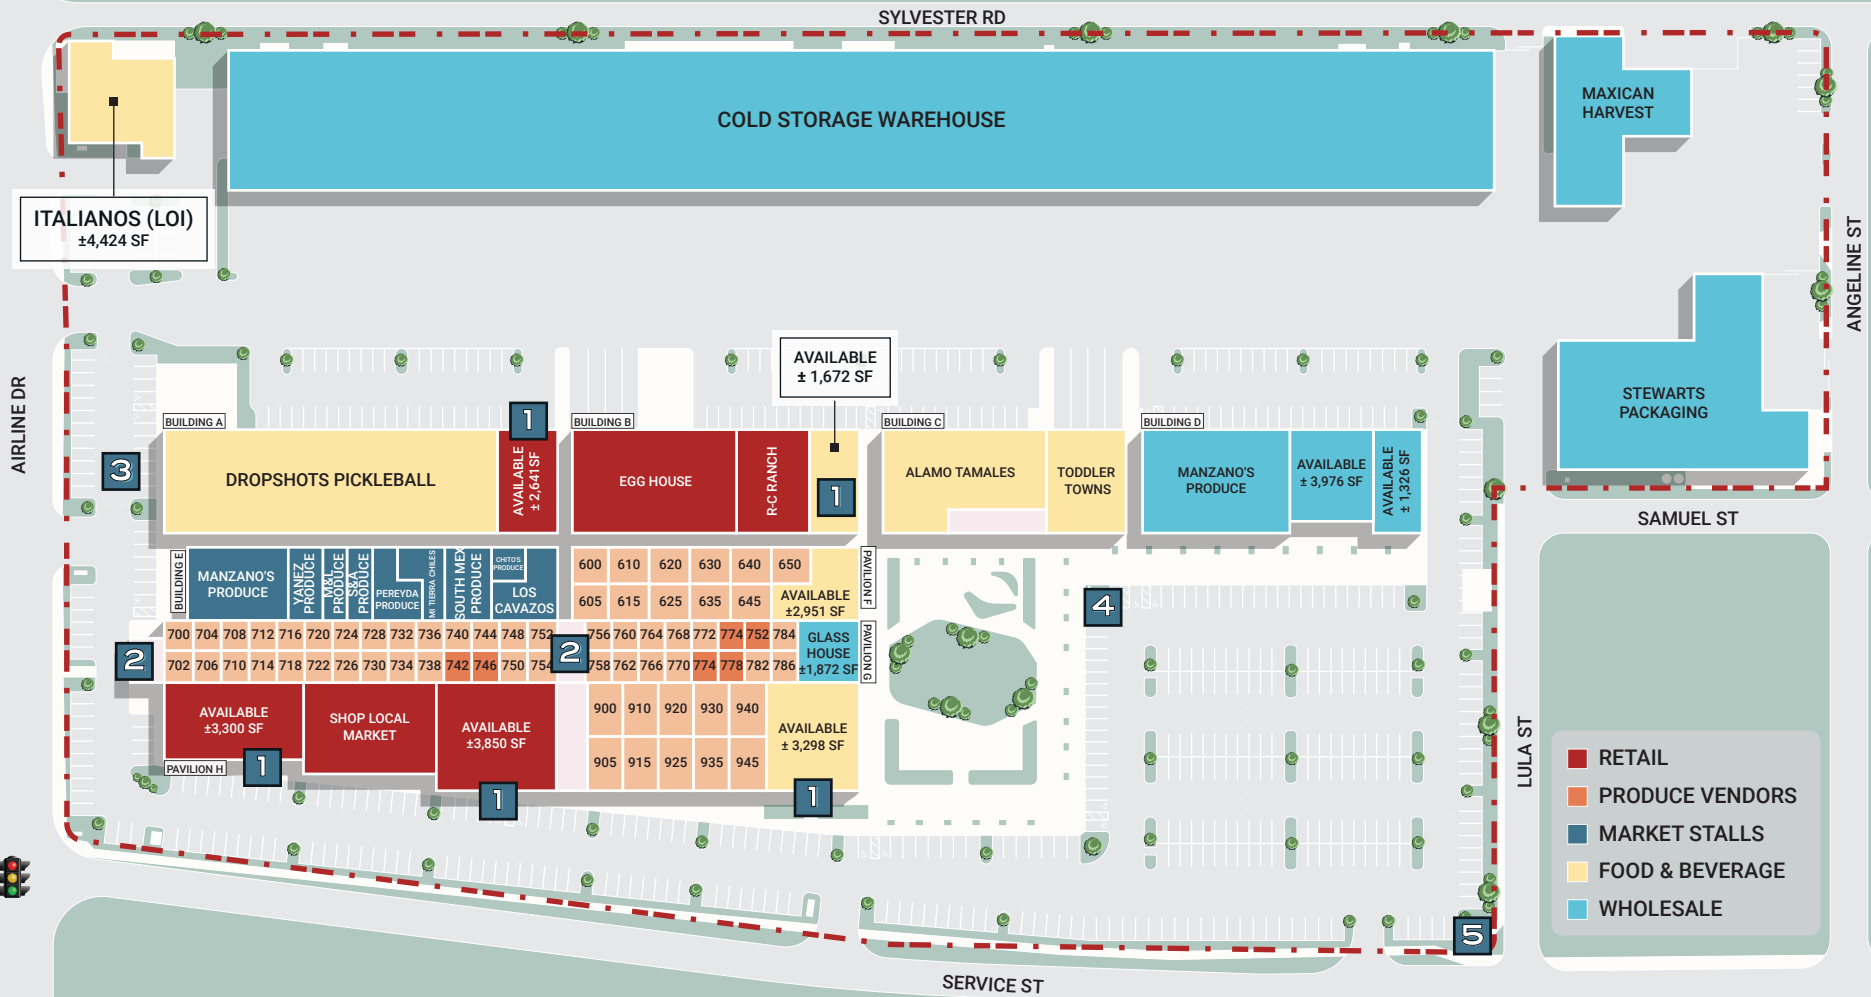 SYLVESTER RD
COLD STORAGE WAREHOUSE
MAXICAN
HARVEST
ITALIANOS (LOI)
±4,424 SF
ANGELINE ST
AIRLINE DR
AVAILABLE
± 1,672 SF
STEWARTS
PACKAGING
BUILDING A
1
BUILDING B
BUILDING C
BUILDING D
3
DROPSHOTS PICKLEBALL
AVAILABLE
± 2,641SF
EGG HOUSE
R-C RANCH
1
ALAMO TAMALES
TODDLER
TOWNS
MANZANO'S
PRODUCE
AVAILABLE
± 3,976 SF
AVAILABLE
± 1,326 SF
SAMUEL ST
BUILDING E
MANZANO'S
PRODUCE
YANEZ
PRODUCE
M&L
PRODUCE
S&A
PRODUCE
PEREYDA
PRODUCE
MI TIERRA CHILES
SOUTH MEX
PRODUCE
CHITO'S
PRODUCE
LOS
CAVAZOS
600 610 620 630 640 650
605 615 625 635 645
AVAILABLE
±2,951 SF
PAVILION F
4
700 704 708 712 716 720 724 728 732 736 740 744 748 752 756 760 764 768 772 774 752 784
702 706 710 714 718 722 726 730 734 738 742 746 750 754 758 762 766 770 774 778 782 786
2
2
GLASS
HOUSE
±1,872 SF
PAVILION G
AVAILABLE
±3,300 SF
SHOP LOCAL
MARKET
AVAILABLE
±3,850 SF
900 910 920 930 940
905 915 925 935 945
AVAILABLE
± 3,298 SF
PAVILION H
1
1
1
LULA ST
RETAIL
PRODUCE VENDORS
MARKET STALLS
FOOD & BEVERAGE
WHOLESALE
5
SERVICE ST